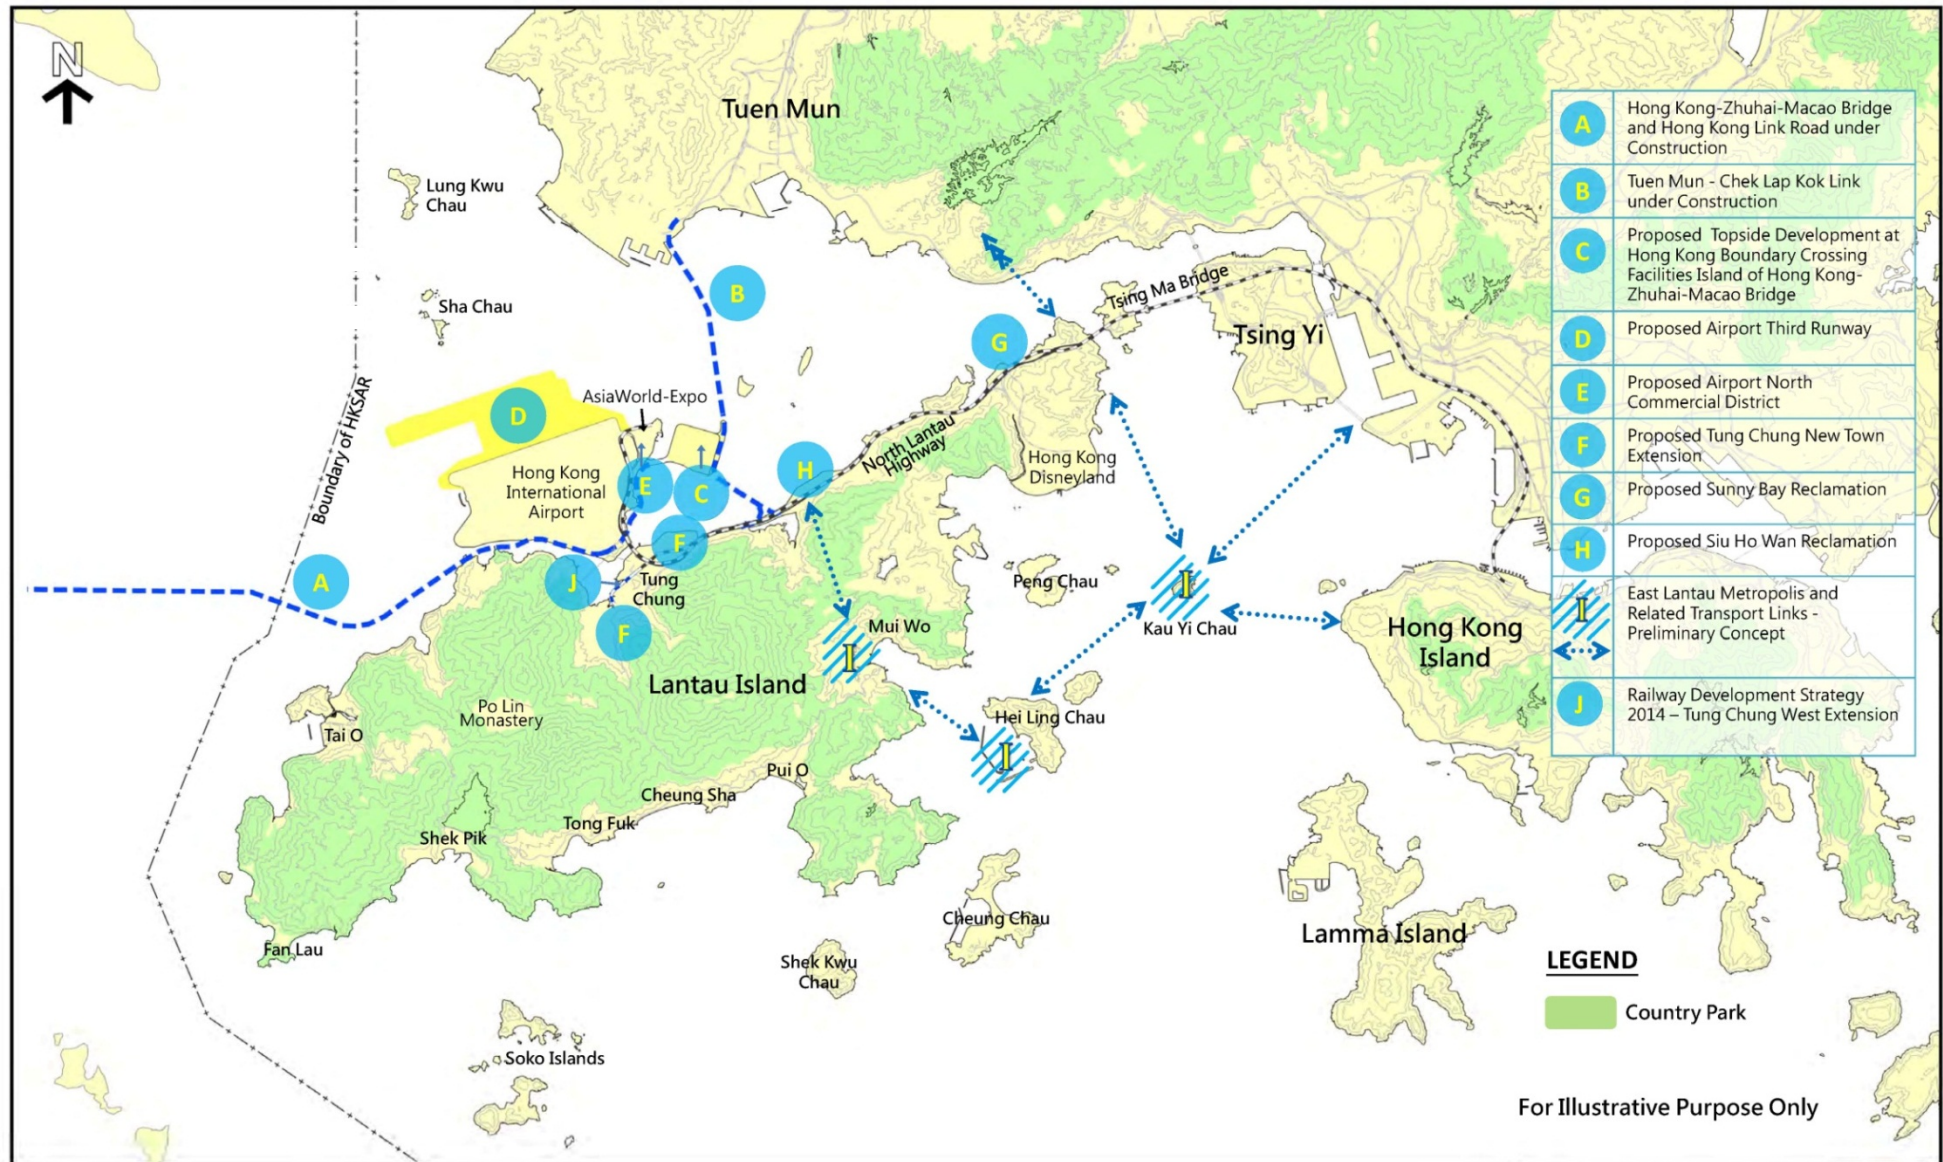 N
Tuen Mun
Lung Kwu
Chau
Sha Chau
B
Tsing Ma Bridge
Tsing Yi
G
Boundary of HKSAR
D
AsiaWorld-Expo
Hong Kong
International
Airport
E
C
H
North Lantau
Highway
Hong Kong
Disneyland
A
F
J
Tung
Chung
F
Peng Chau
I
Kau Yi Chau
Mui Wo
I
Hong Kong
Island
Lantau Island
Po Lin
Monastery
Tai O
Hei Ling Chau
I
Pui O
Cheung Sha
Tong Fuk
Shek Pik
Cheung Chau
Lamma Island
Fan Lau
Shek Kwu
Chau
Soko Islands
A
Hong Kong-Zhuhai-Macao Bridge
and Hong Kong Link Road under
Construction
B
Tuen Mun - Chek Lap Kok Link
under Construction
C
Proposed Topside Development at
Hong Kong Boundary Crossing
Facilities Island of Hong Kong-
Zhuhai-Macao Bridge
D
Proposed Airport Third Runway
E
Proposed Airport North
Commercial District
F
Proposed Tung Chung New Town
Extension
G
Proposed Sunny Bay Reclamation
H
Proposed Siu Ho Wan Reclamation
I
East Lantau Metropolis and
Related Transport Links -
Preliminary Concept
J
Railway Development Strategy
2014 – Tung Chung West Extension
LEGEND
Country Park
For Illustrative Purpose Only